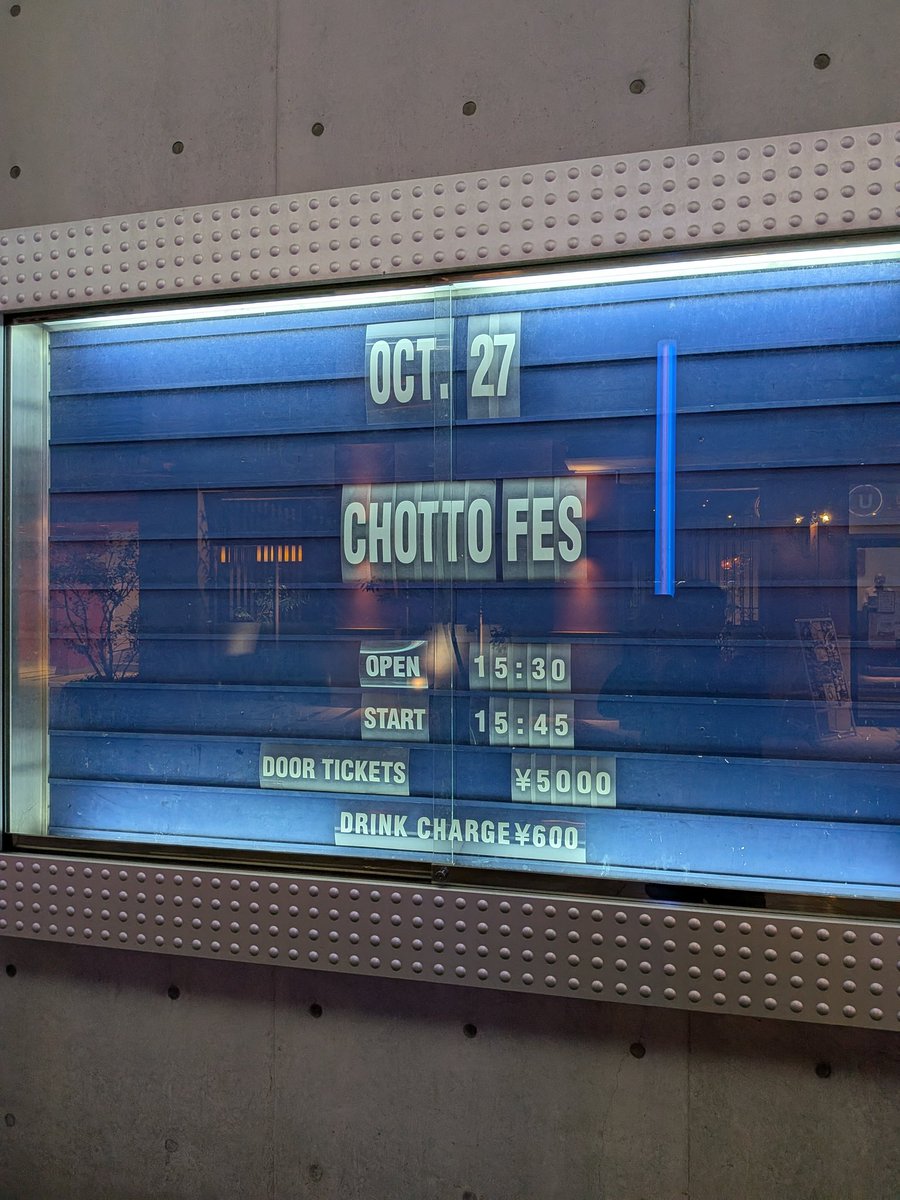 OCT. 27
CHOTTO FES
OPEN 15:30
START 15:45
DOOR TICKETS ¥5000
DRINK CHARGE¥600
U